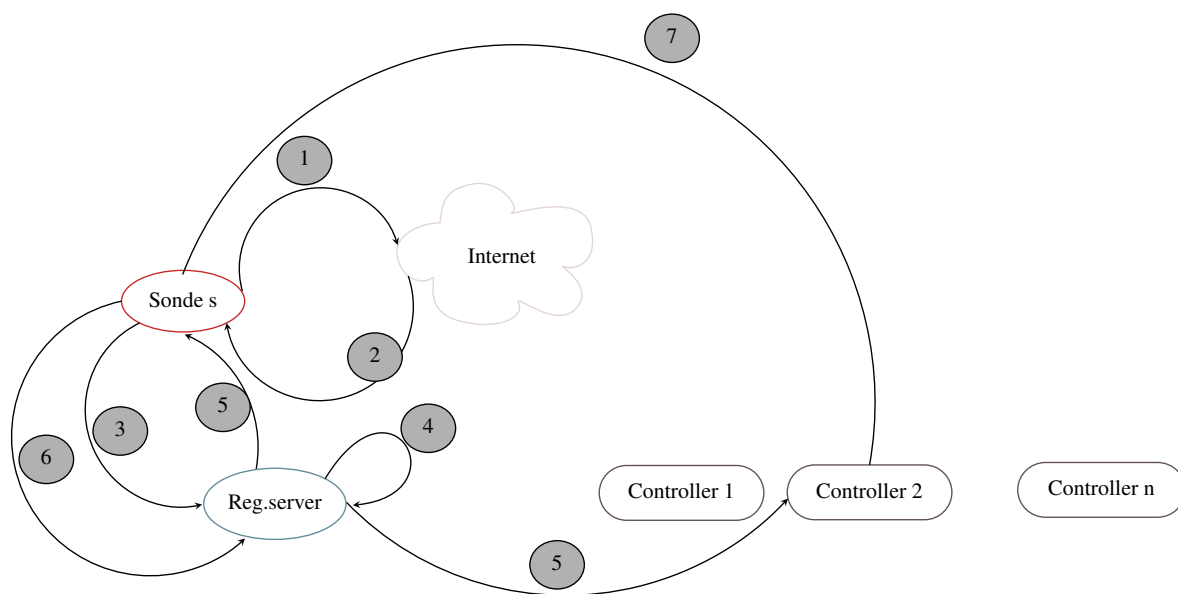 7
1
Internet
Sonde s
2
5
3
4
6
Controller 1
Controller 2
Controller n
Reg.server
5